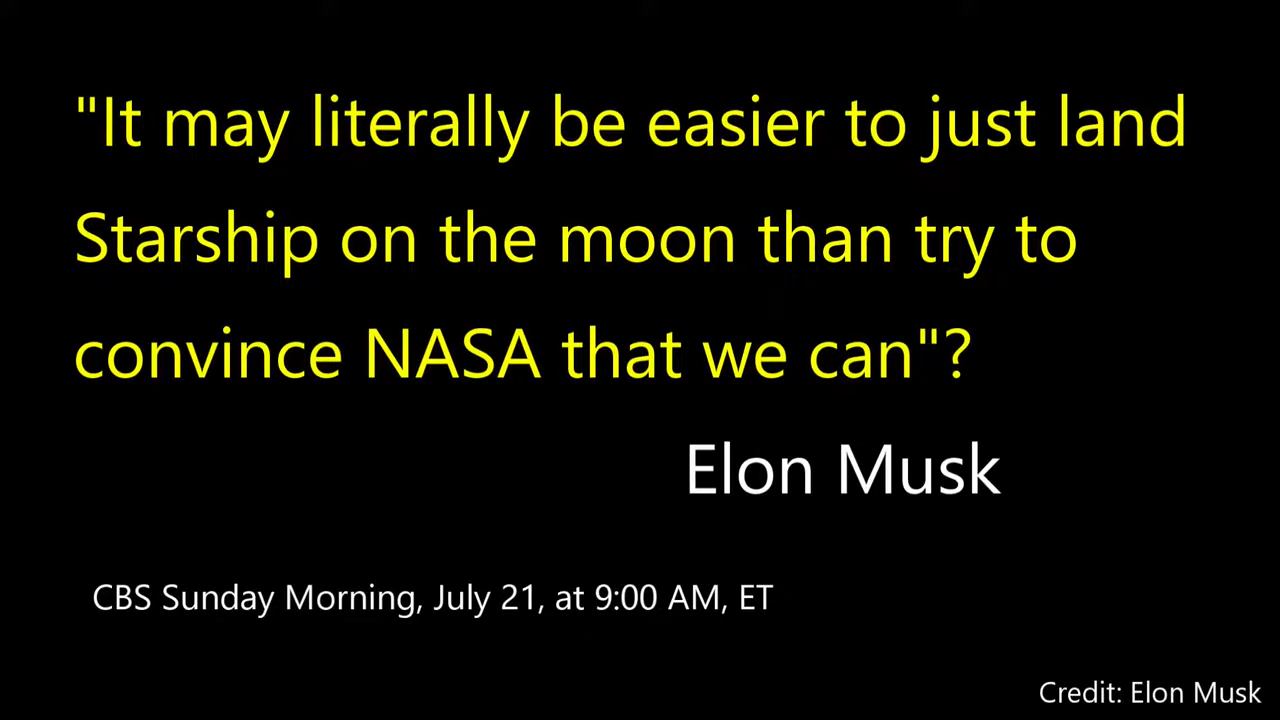 "It may literally be easier to just land
Starship on the moon than try to
convince NASA that we can"?
Elon Musk
CBS Sunday Morning, July 21, at 9:00 AM, ET
Credit: Elon Musk